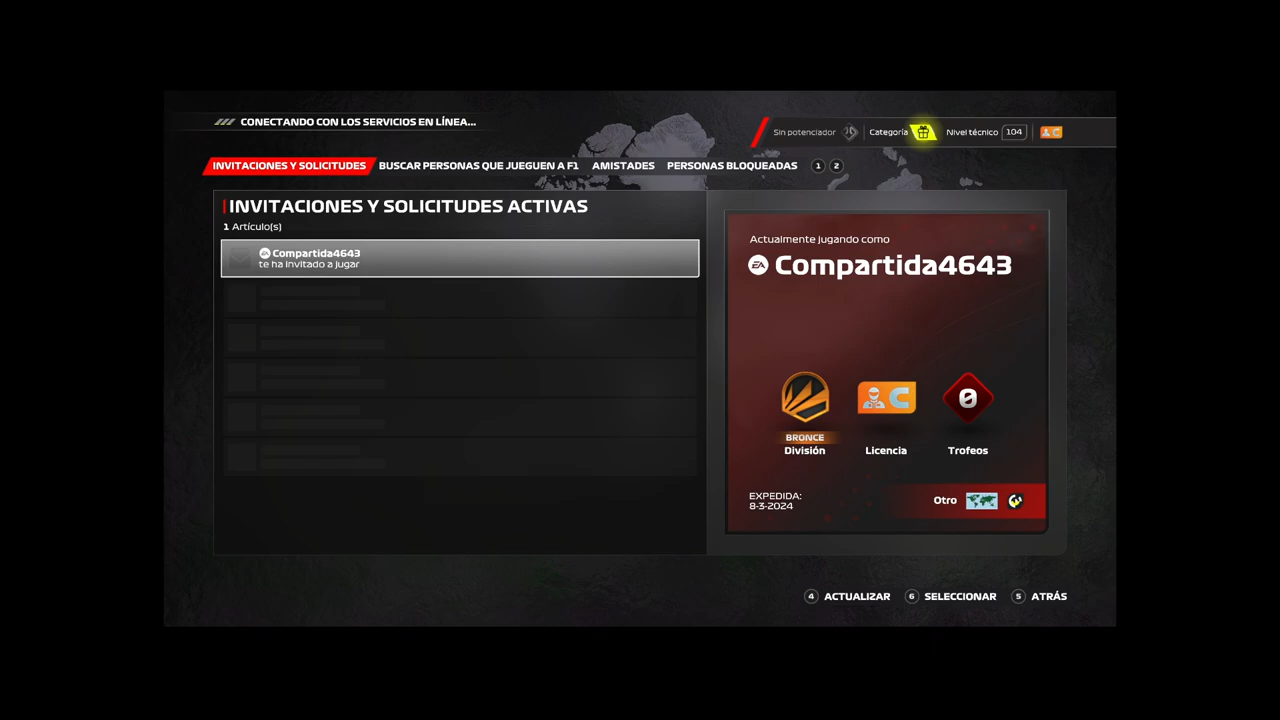 CONECTANDO CON LOS SERVICIOS EN LÍNEA...
Sin potenciador
Categoría
Nivel técnico 104
C
INVITACIONES Y SOLICITUDES BUSCAR PERSONAS QUE JUEGUEN A F1 AMISTADES PERSONAS BLOQUEADAS 1 2
INVITACIONES Y SOLICITUDES ACTIVAS
1 Artículo(s)
EA Compartida4643
te ha invitado a jugar
Actualmente jugando como
EA Compartida4643
C
0
BRONCE
División
Licencia
Trofeos
EXPEDIDA:
8-3-2024
Otro
4 ACTUALIZAR 6 SELECCIONAR 5 ATRÁS